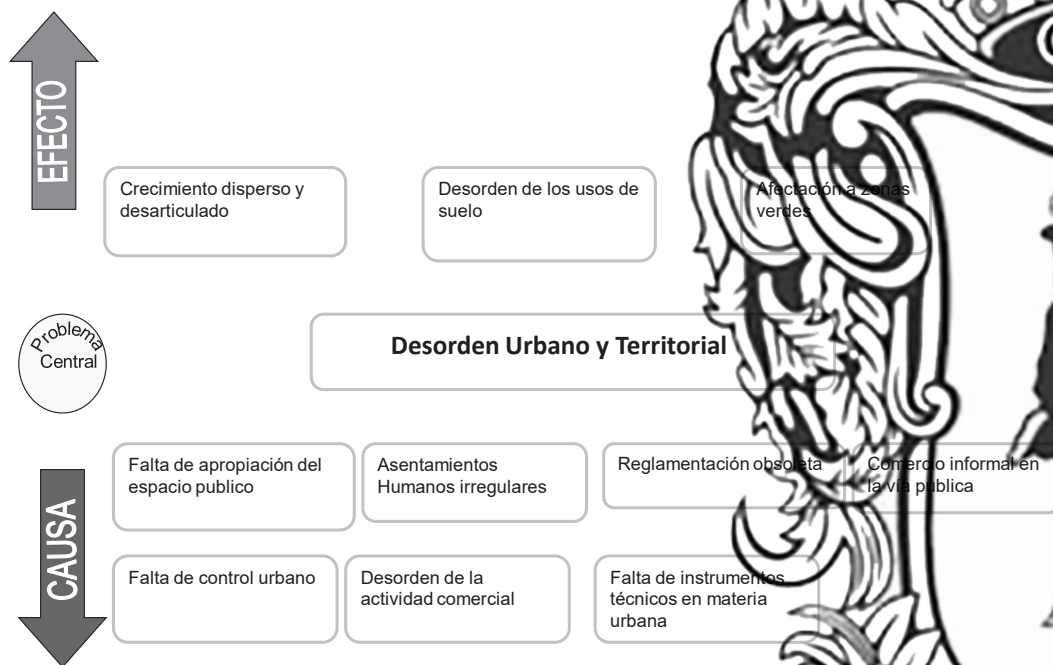 EFECTO
Crecimiento disperso y
desarticulado
Desorden de los usos de
suelo
Afectación a zonas
verdes
Problema
Central
Desorden Urbano y Territorial
CAUSA
Falta de apropiación del
espacio publico
Asentamientos
Humanos irregulares
Reglamentación obsoleta
Comercio informal en
la vía publica
Falta de control urbano
Desorden de la
actividad comercial
Falta de instrumentos
técnicos en materia
urbana